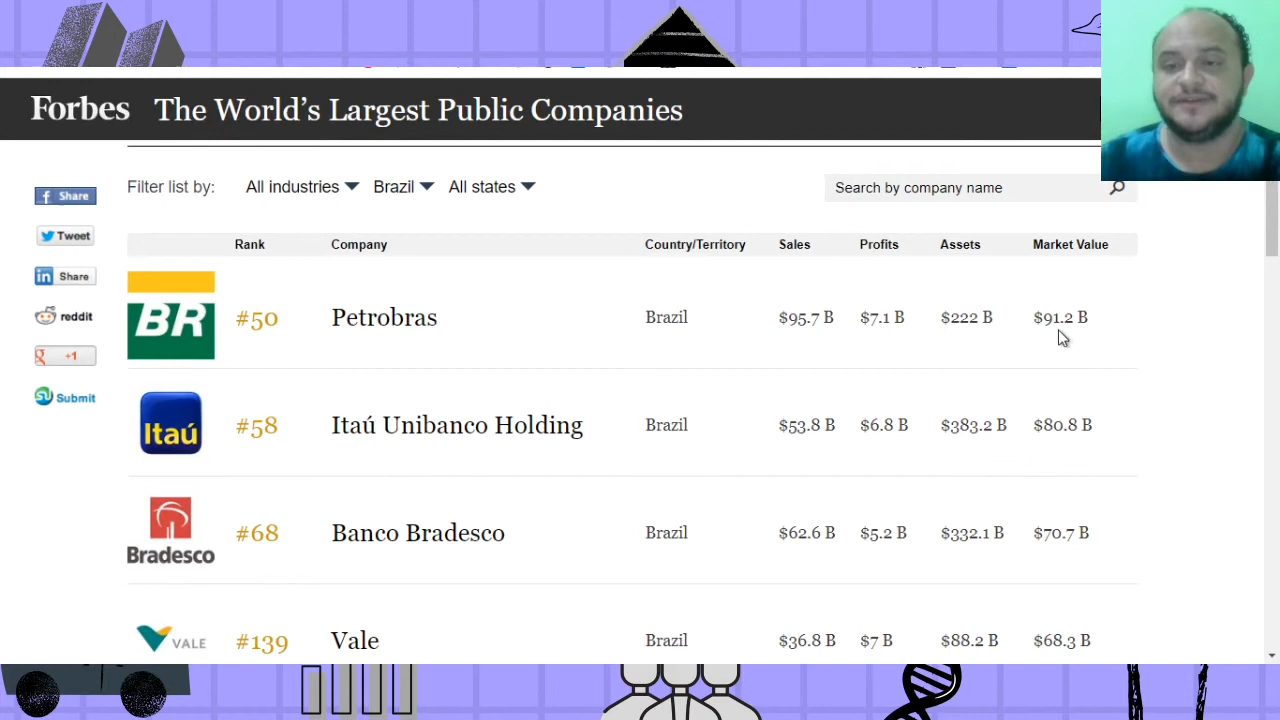 Forbes The World's Largest Public Companies
Filter list by: All industries Brazil All states Search by company name
f Share
Tweet
in Share
reddit
g +1
Submit
Rank Company Country/Territory Sales Profits Assets Market Value
BR #50 Petrobras Brazil $95.7 B $7.1 B $222 B $91.2 B
Itaú #58 Itaú Unibanco Holding Brazil $53.8 B $6.8 B $383.2 B $80.8 B
Bradesco #68 Banco Bradesco Brazil $62.6 B $5.2 B $332.1 B $70.7 B
VALE #139 Vale Brazil $36.8 B $7 B $88.2 B $68.3 B